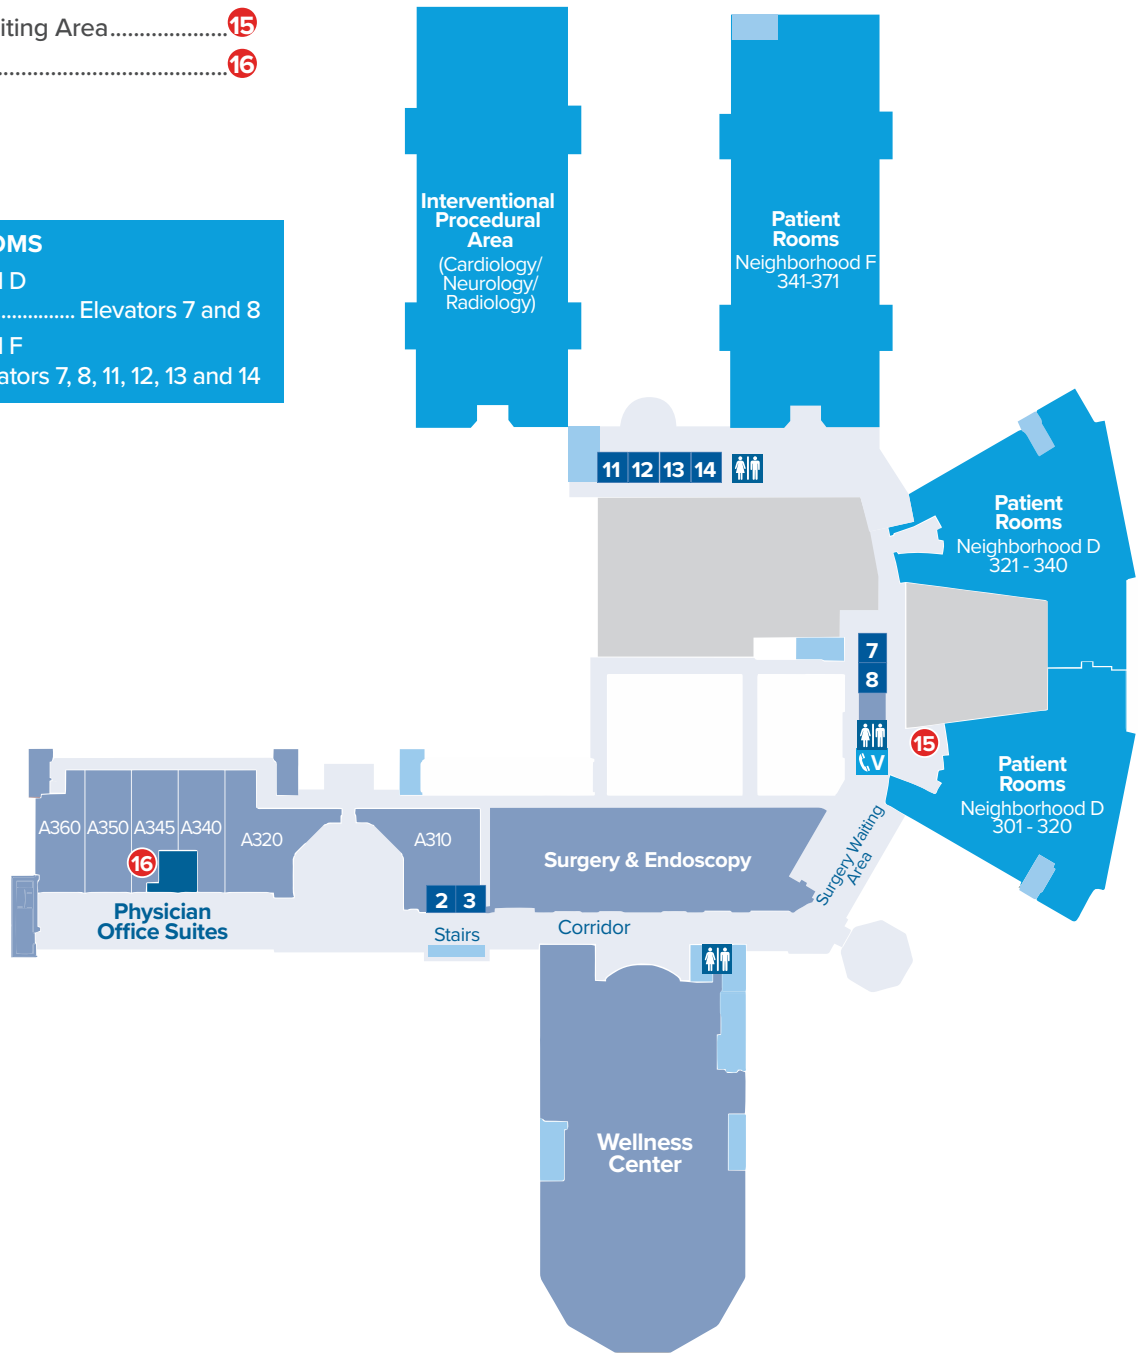 iting Area....................15
........................................16
OMS
l D
............. Elevators 7 and 8
l F
ators 7, 8, 11, 12, 13 and 14
Interventional
Procedural
Area
(Cardiology/
Neurology/
Radiology)
Patient
Rooms
Neighborhood F
341-371
11 12 13 14
Patient
Rooms
Neighborhood D
321 - 340
7
8
V
15
Patient
Rooms
Neighborhood D
301 - 320
A360 A350 A345 A340 A320
A310
16
Surgery & Endoscopy
Surgery Waiting
Area
2 3
Physician
Office Suites
Stairs
Corridor
Wellness
Center